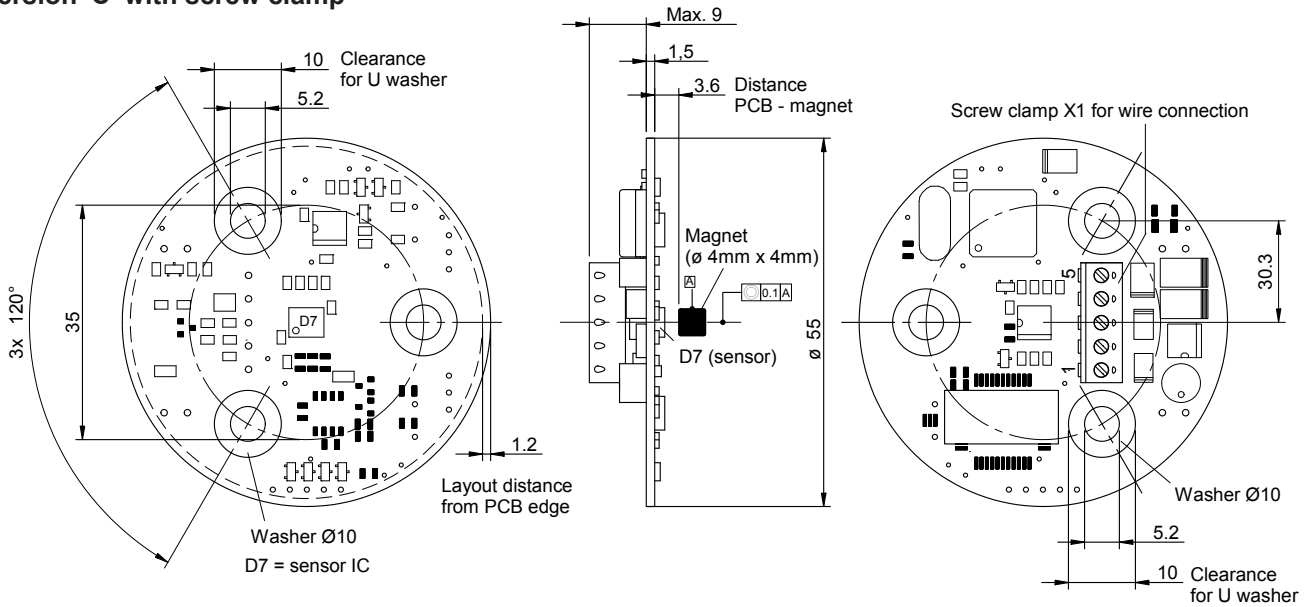 ersion 'C' with screw clamp
10 Clearance
for U washer
5.2
3x 120°
35
D7
1.2
Layout distance
from PCB edge
Washer Ø10
D7 = sensor IC
Max. 9
1,5
3.6 Distance
PCB - magnet
Magnet
(ø 4mm x 4mm)
A
0.1 A
D7 (sensor)
ø 55
Screw clamp X1 for wire connection
5
1
30.3
Washer Ø10
5.2
10 Clearance
for U washer